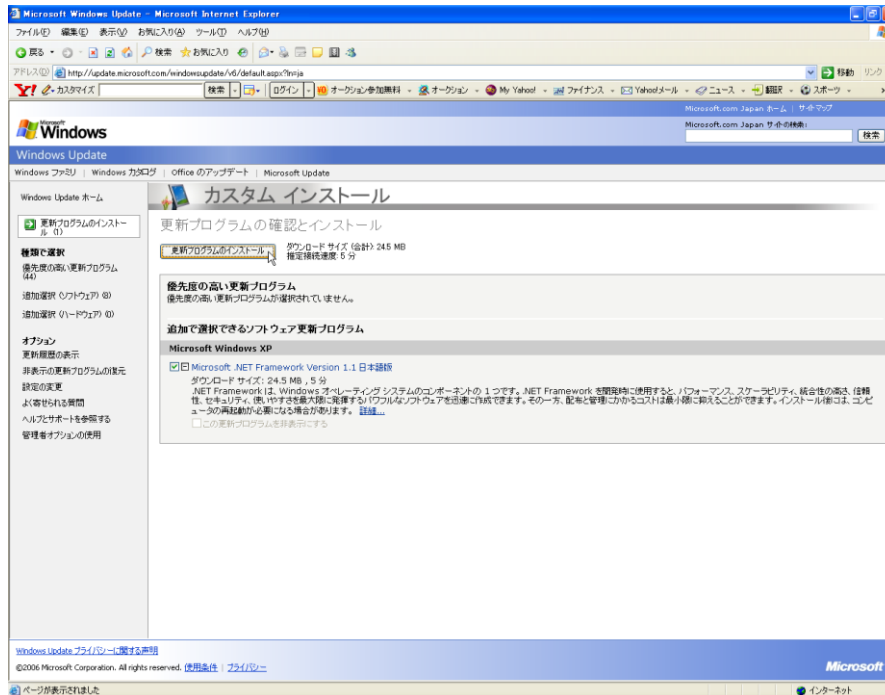 Microsoft Windows Update - Microsoft Internet Explorer
ファイル(F) 編集(E) 表示(V) お気に入り(A) ツール(T) ヘルプ(H)
戻る 検索 お気に入り
アドレス(D) http://update.microsoft.com/windowsupdate/v6/default.aspx?ln=ja 移動 リンク
Y! カスタマイズ 検索 ログイン オークション参加無料 オークション My Yahoo! ファイナンス Yahoo!メール ニュース 翻訳 スポーツ
Microsoft.com Japan ホーム | サイトマップ
Microsoft Windows
Microsoft.com Japan サイトの検索:
検索
Windows Update
Windows ファミリ | Windows カタログ | Office のアップデート | Microsoft Update
Windows Update ホーム
更新プログラムのインストール (1)
種類で選択
優先度の高い更新プログラム (44)
追加選択 (ソフトウェア) (8)
追加選択 (ハードウェア) (0)
オプション
更新履歴の表示
非表示の更新プログラムの復元
設定の変更
よく寄せられる質問
ヘルプとサポートを参照する
管理者オプションの使用
カスタム インストール
更新プログラムの確認とインストール
更新プログラムのインストール
ダウンロード サイズ (合計): 24.5 MB
推定接続速度: 5 分
優先度の高い更新プログラム
優先度の高い更新プログラムが選択されていません。
追加で選択できるソフトウェア更新プログラム
Microsoft Windows XP
Microsoft .NET Framework Version 1.1 日本語版
ダウンロード サイズ: 24.5 MB , 5 分
.NET Framework は、Windows オペレーティング システムのコンポーネントの 1 つです。.NET Framework を開発時に使用すると、パフォーマンス、スケーラビリティ、統合性の高さ、信頼
性、セキュリティ、使いやすさを最大限に発揮するパワフルなソフトウェアを迅速に作成できます。その一方、配布と管理にかかるコストは最小限に抑えることができます。インストール後には、コンピ
ュータの再起動が必要になる場合があります。 詳細...
この更新プログラムを非表示にする
Windows Update プライバシーに関する声明
©2006 Microsoft Corporation. All rights reserved. 使用条件 | プライバシー
Microsoft
ページが表示されました
インターネット